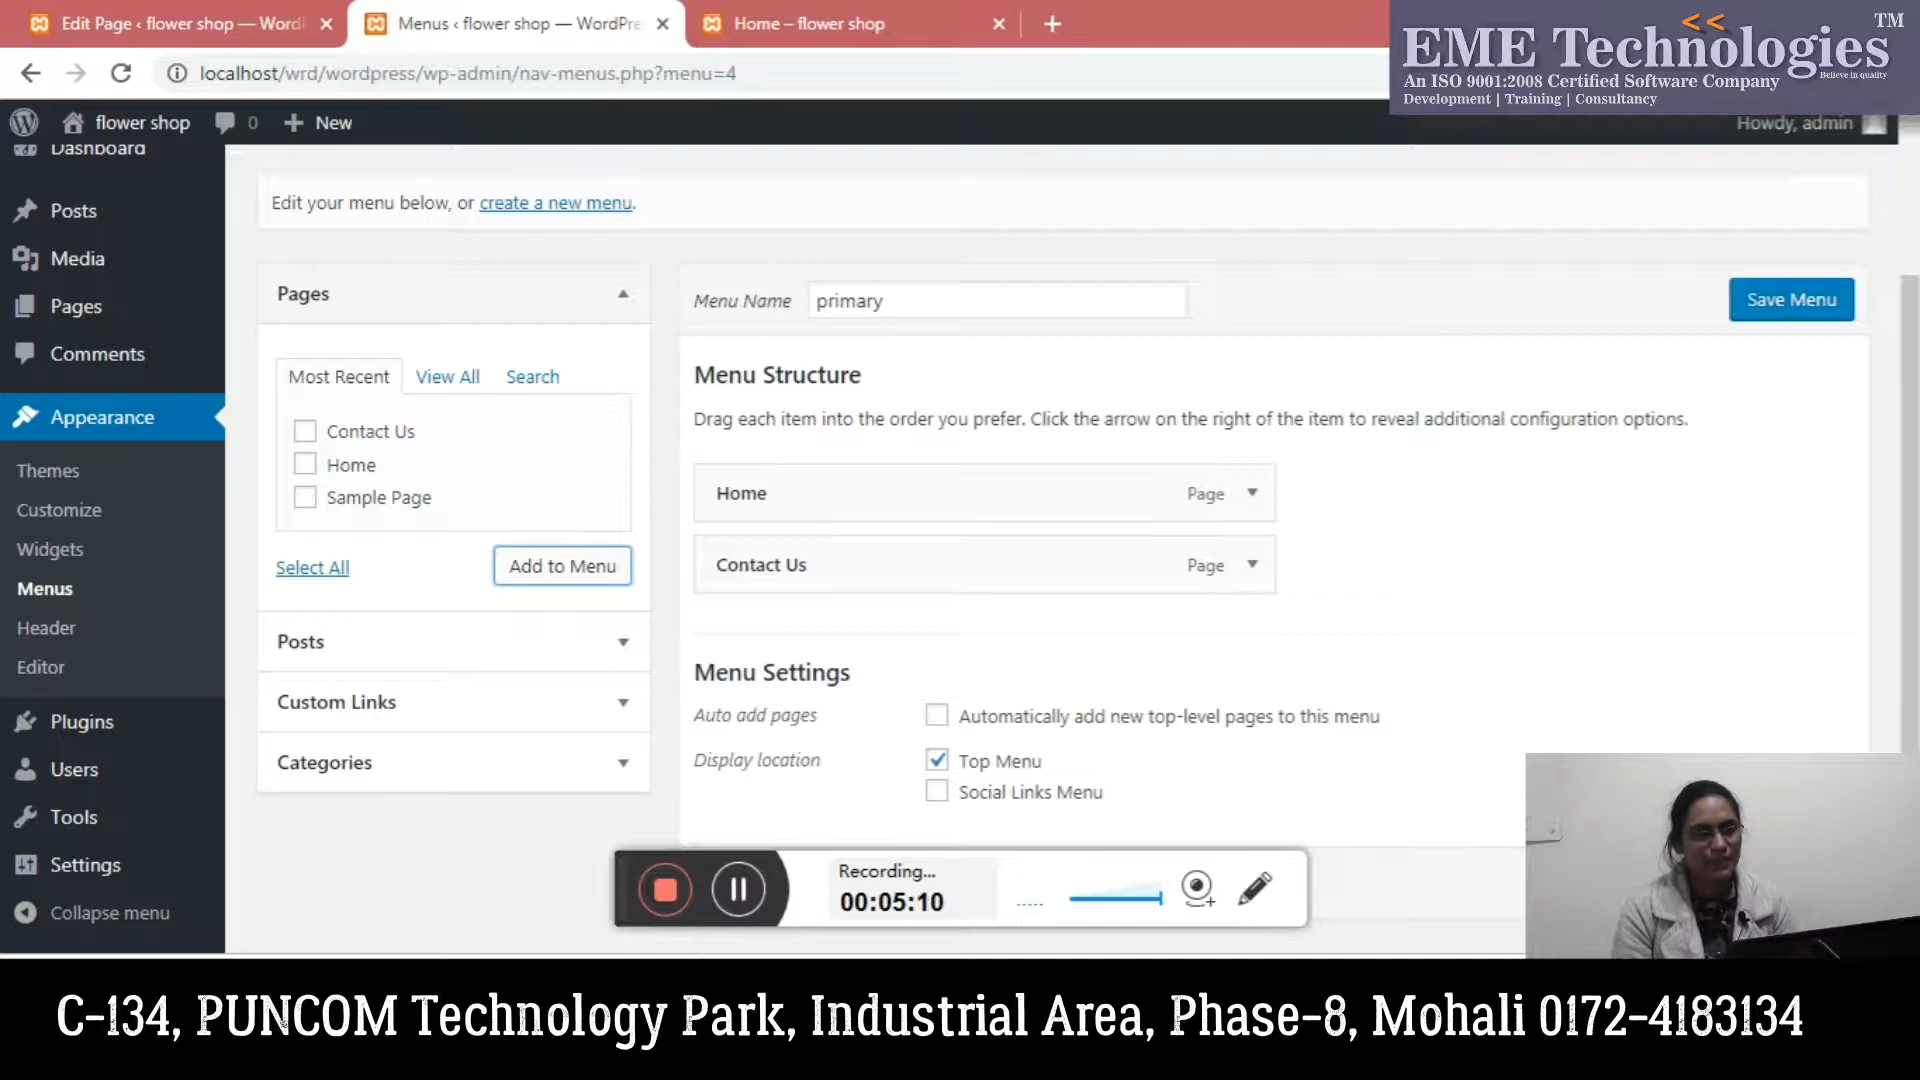 Edit Page ‹ flower shop — Word
Menus ‹ flower shop — WordPre
Home – flower shop
localhost/wrd/wordpress/wp-admin/nav-menus.php?menu=4
EME Technologies TM
Believe in quality
An ISO 9001:2008 Certified Software Company
Development | Training | Consultancy
flower shop
0
New
Howdy, admin
Dashboard
Posts
Media
Pages
Comments
Appearance
Themes
Customize
Widgets
Menus
Header
Editor
Plugins
Users
Tools
Settings
Collapse menu
Edit your menu below, or create a new menu.
Pages
Most Recent
View All
Search
Contact Us
Home
Sample Page
Select All
Add to Menu
Posts
Custom Links
Categories
Menu Name
primary
Save Menu
Menu Structure
Drag each item into the order you prefer. Click the arrow on the right of the item to reveal additional configuration options.
Home
Page
Contact Us
Page
Menu Settings
Auto add pages
Automatically add new top-level pages to this menu
Display location
Top Menu
Social Links Menu
Recording...
00:05:10
C-134, PUNCOM Technology Park, Industrial Area, Phase-8, Mohali 0172-4183134